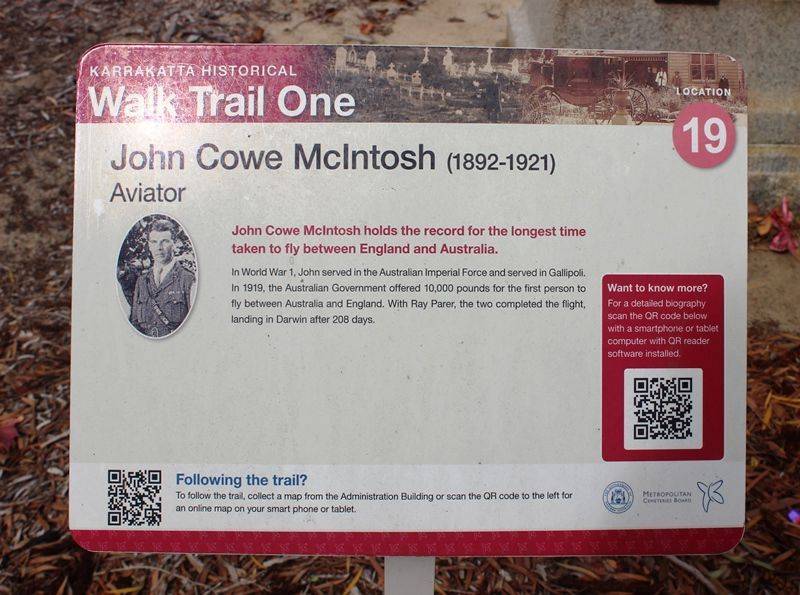 KARRAKATTA HISTORICAL
Walk Trail One
LOCATION
19
John Cowe McIntosh (1892-1921)
Aviator
John Cowe McIntosh holds the record for the longest time
taken to fly between England and Australia.
In World War 1, John served in the Australian Imperial Force and served in Gallipoli.
In 1919, the Australian Government offered 10,000 pounds for the first person to
fly between Australia and England. With Ray Parer, the two completed the flight,
landing in Darwin after 208 days.
Want to know more?
For a detailed biography
scan the QR code below
with a smartphone or tablet
computer with QR reader
software installed.
Following the trail?
To follow the trail, collect a map from the Administration Building or scan the QR code to the left for
an online map on your smart phone or tablet.
METROPOLITAN
CEMETERIES BOARD